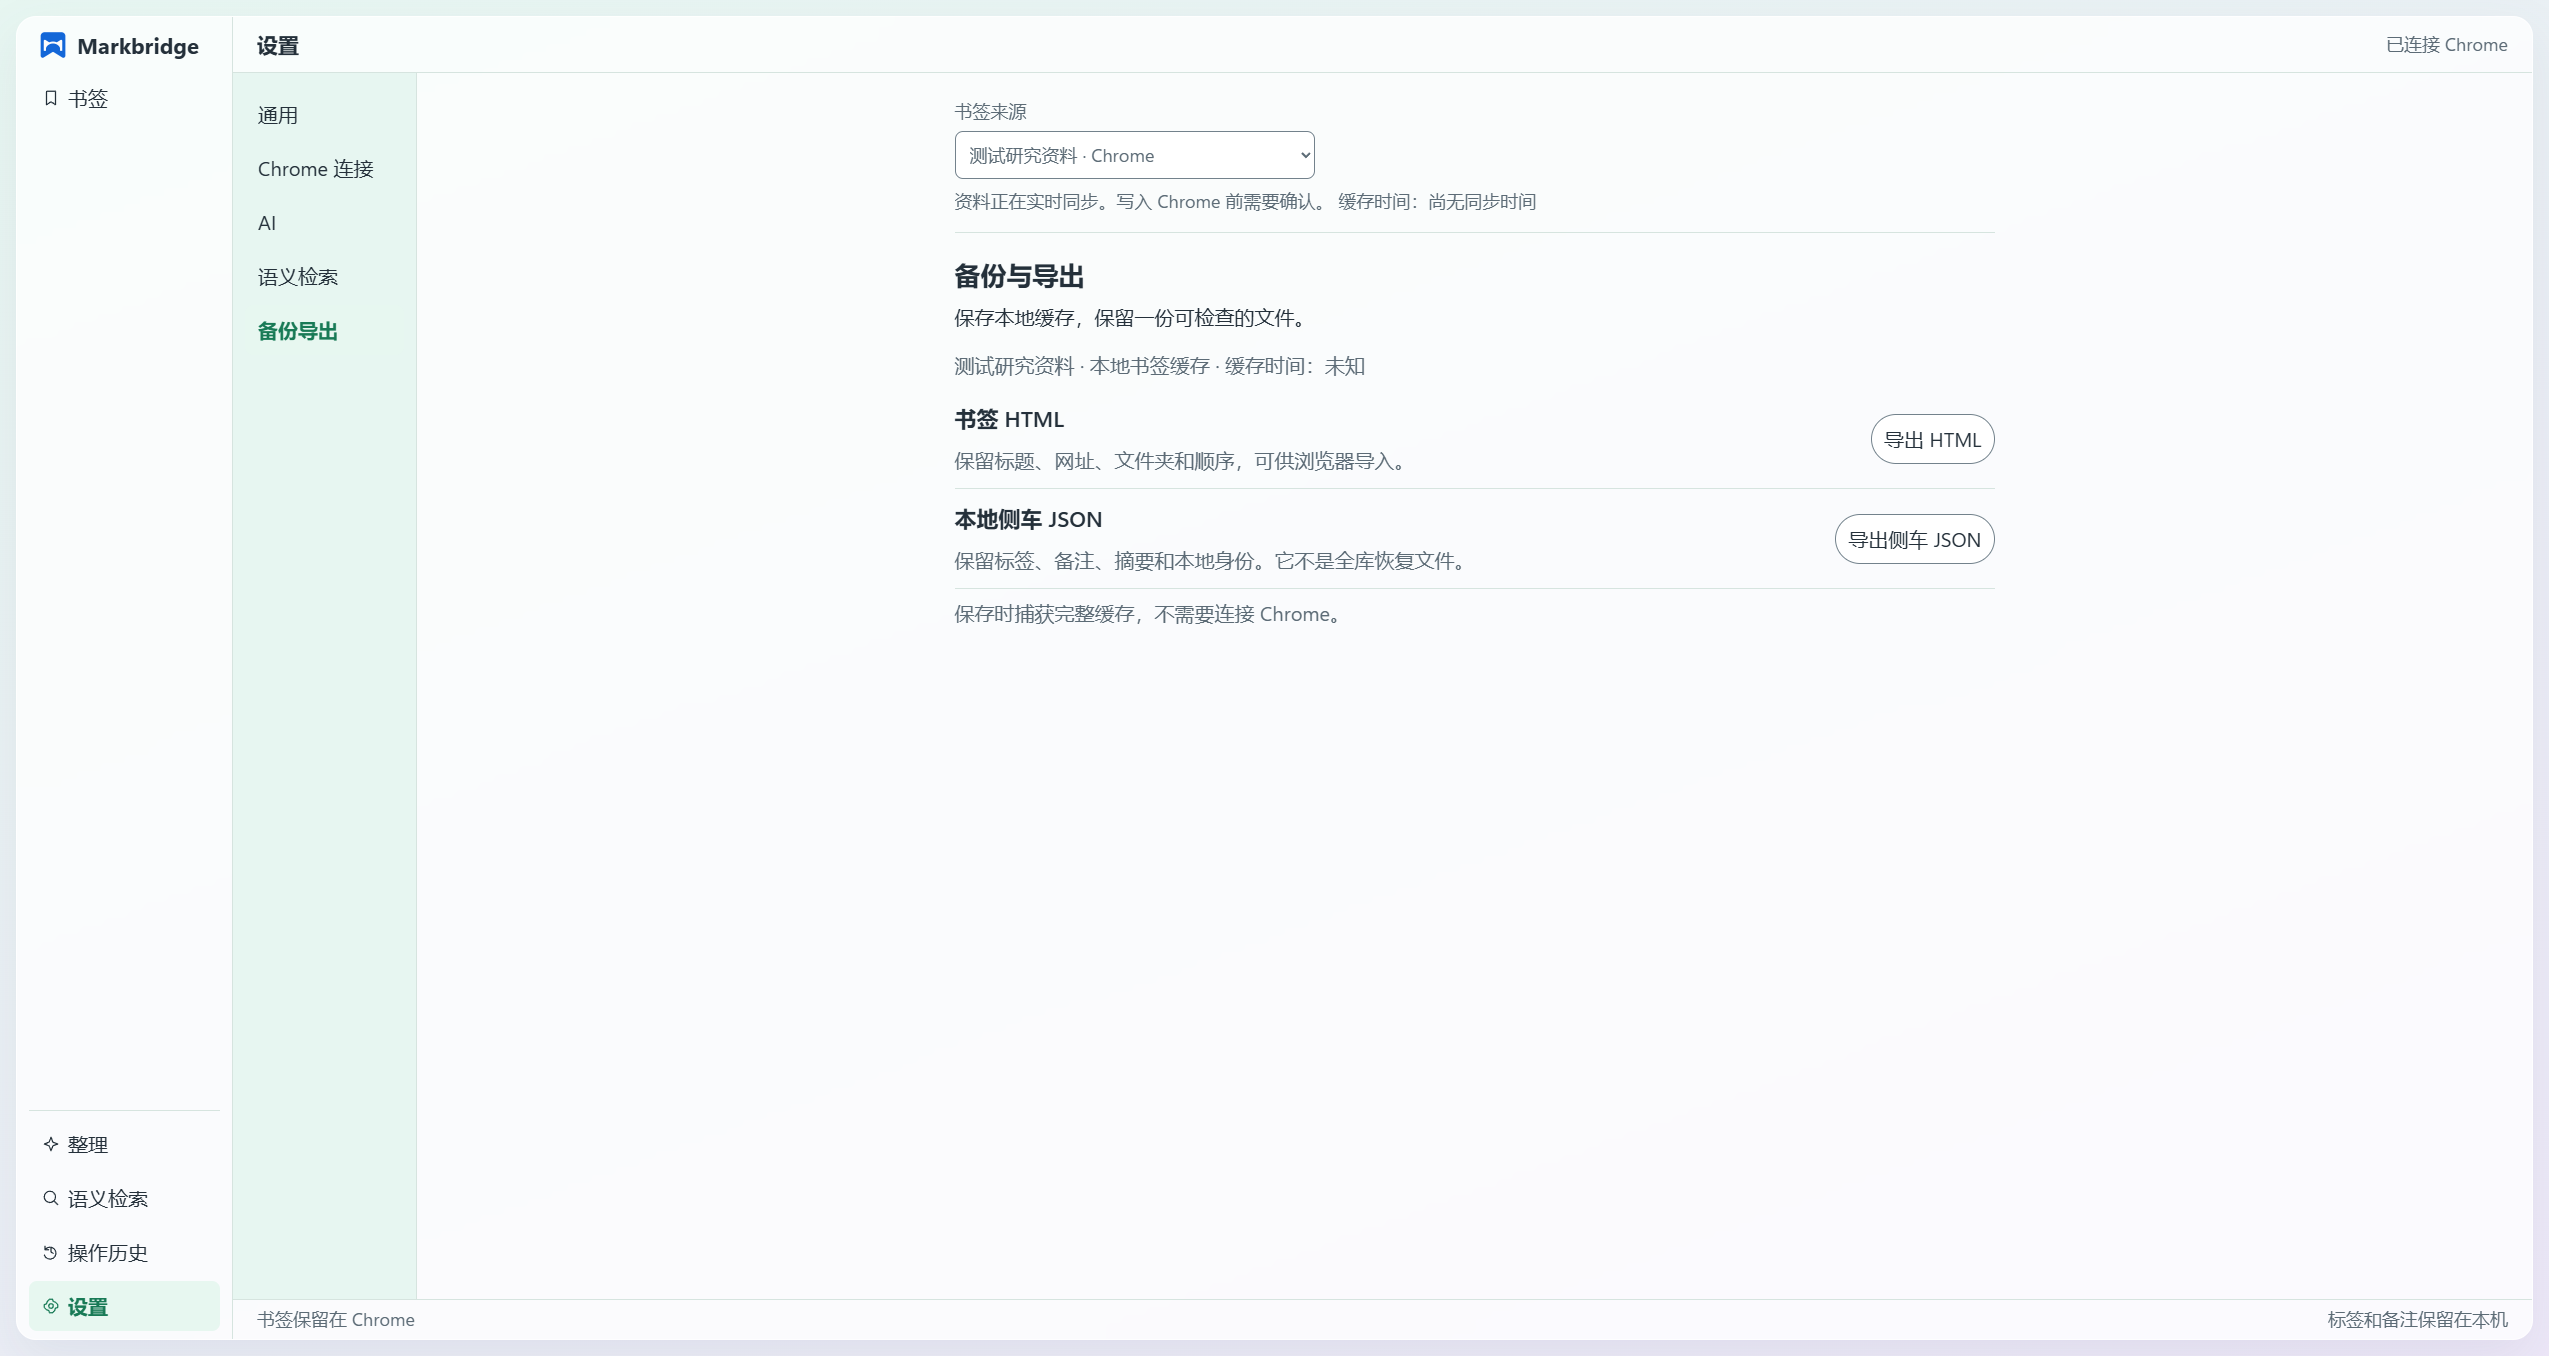 Markbridge
设置
已连接 Chrome
书签
通用
Chrome 连接
AI
语义检索
备份导出
书签来源
测试研究资料 · Chrome
资料正在实时同步。写入 Chrome 前需要确认。 缓存时间：尚无同步时间
备份与导出
保存本地缓存，保留一份可检查的文件。
测试研究资料 · 本地书签缓存 · 缓存时间：未知
书签 HTML
保留标题、网址、文件夹和顺序，可供浏览器导入。
导出 HTML
本地侧车 JSON
保留标签、备注、摘要和本地身份。它不是全库恢复文件。
导出侧车 JSON
保存时捕获完整缓存，不需要连接 Chrome。
整理
语义检索
操作历史
设置
书签保留在 Chrome
标签和备注保留在本机